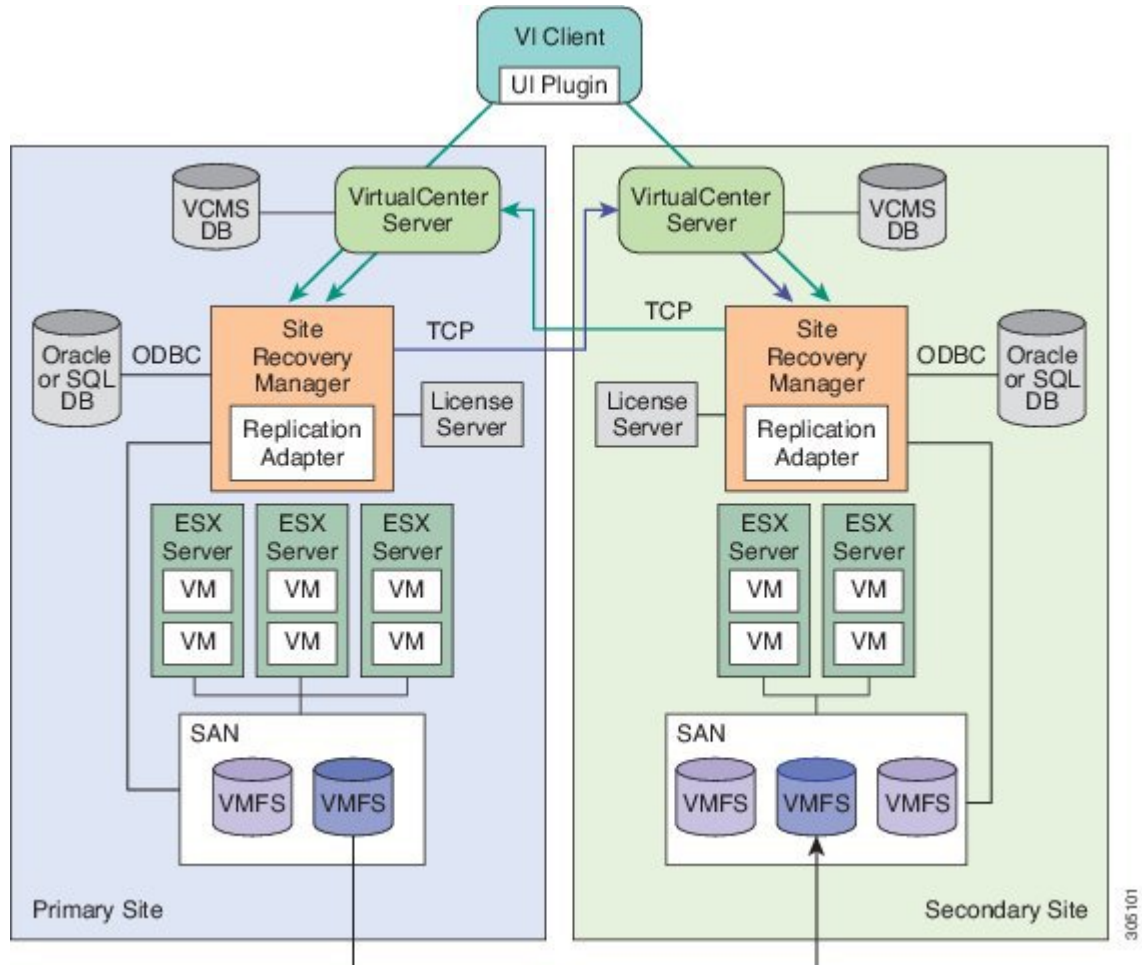 VI Client
UI Plugin
VCMS
DB
VirtualCenter
Server
VirtualCenter
Server
VCMS
DB
Oracle
or SQL
DB
ODBC
Site
Recovery
Manager
Replication
Adapter
TCP
License
Server
TCP
License
Server
Site
Recovery
Manager
Replication
Adapter
ODBC
Oracle
or SQL
DB
ESX
Server
VM
VM
ESX
Server
VM
VM
ESX
Server
VM
VM
ESX
Server
VM
VM
ESX
Server
VM
VM
SAN
VMFS
VMFS
SAN
VMFS
VMFS
VMFS
Primary Site
Secondary Site
305101